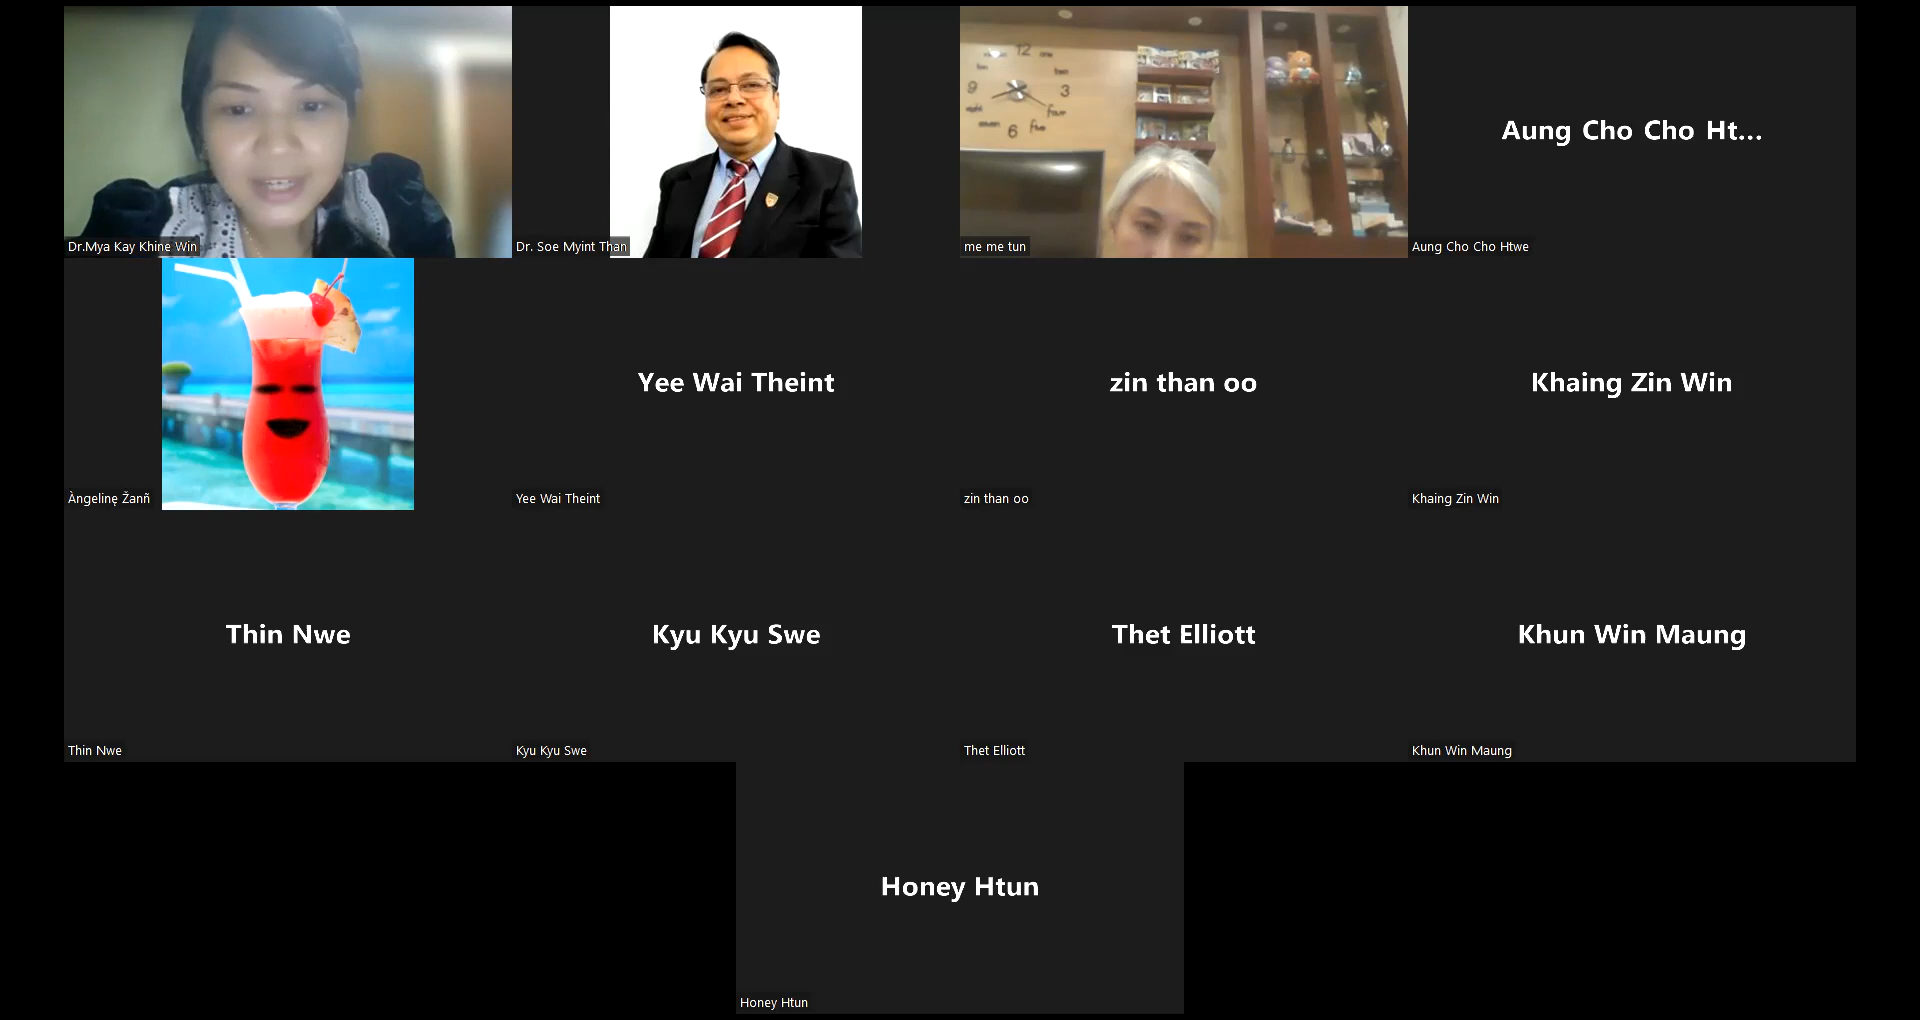 12
9
3
6
five
four
Aung Cho Cho Ht...
Dr.Mya Kay Khine Win
Dr. Soe Myint Than
me me tun
Aung Cho Cho Htwe
Yee Wai Theint
zin than oo
Khaing Zin Win
Àngelinę Žanñ
Yee Wai Theint
zin than oo
Khaing Zin Win
Thin Nwe
Kyu Kyu Swe
Thet Elliott
Khun Win Maung
Thin Nwe
Kyu Kyu Swe
Thet Elliott
Khun Win Maung
Honey Htun
Honey Htun